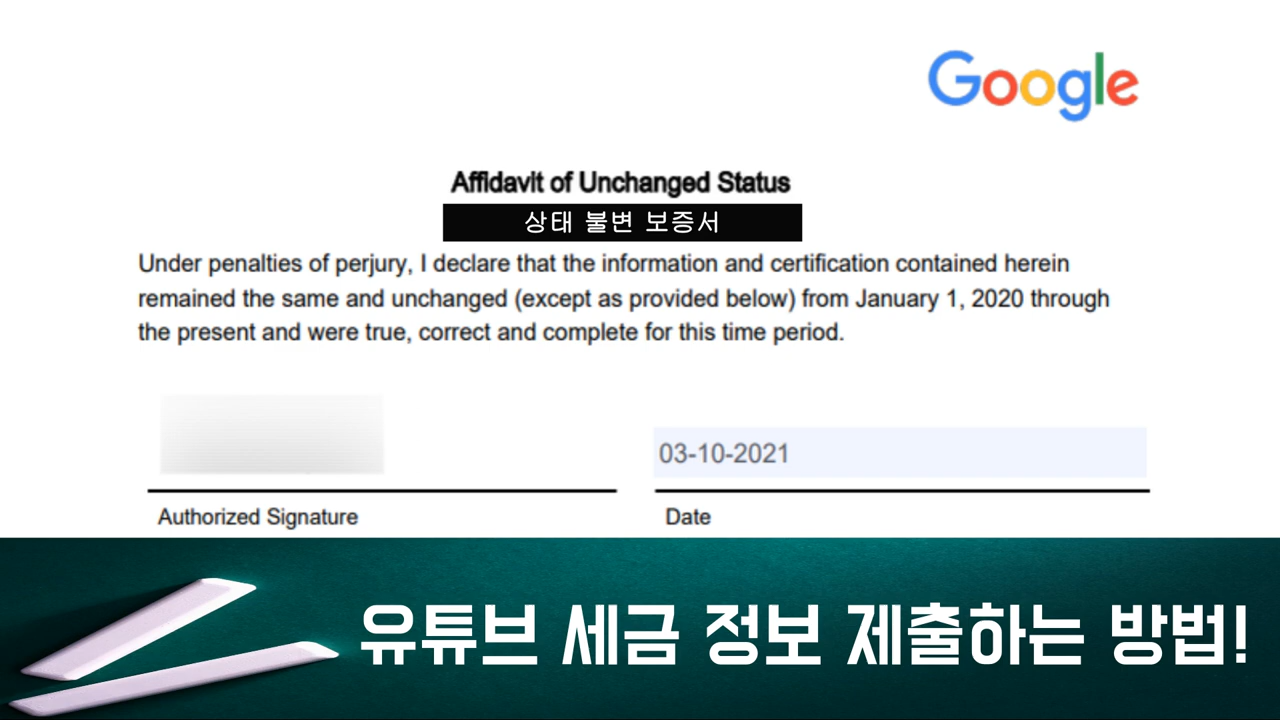 Google
Affidavit of Unchanged Status
상태 불변 보증서
Under penalties of perjury, I declare that the information and certification contained herein
remained the same and unchanged (except as provided below) from January 1, 2020 through
the present and were true, correct and complete for this time period.
03-10-2021
Authorized Signature
Date
유튜브 세금 정보 제출하는 방법!